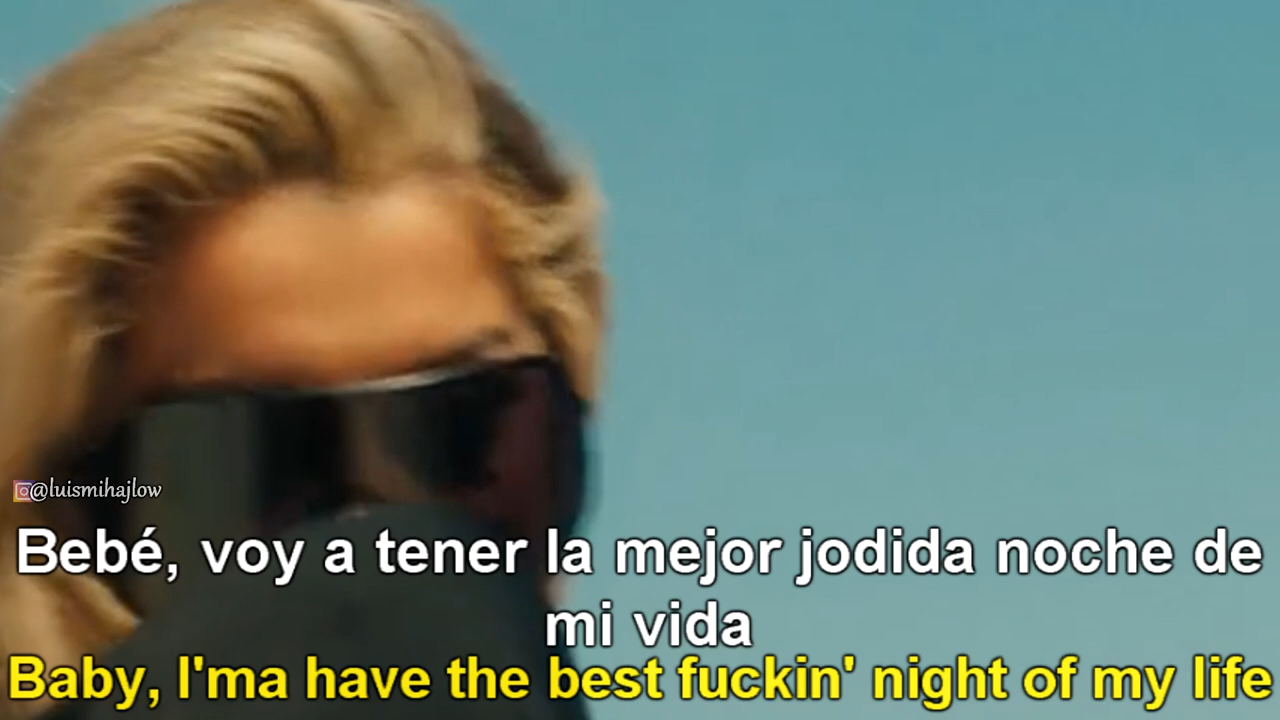 @luismihajlow
Bebé, voy a tener la mejor jodida noche de
mi vida
Baby, I'ma have the best fuckin' night of my life